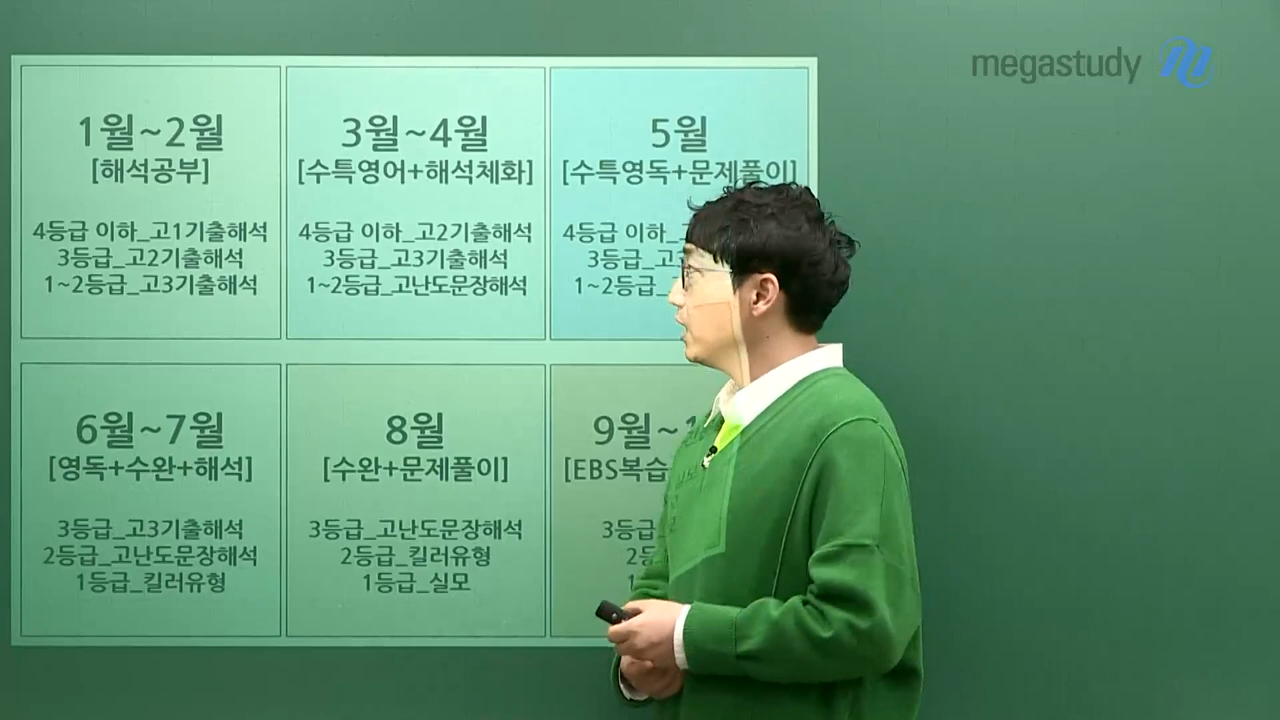 megastudy
1월~2월
[해석공부]
4등급 이하_고1기출해석
3등급_고2기출해석
1~2등급_고3기출해석
3월~4월
[수특영어+해석체화]
4등급 이하_고2기출해석
3등급_고3기출해석
1~2등급_고난도문장해석
5월
[수특영독+문제풀이]
4등급 이하_
3등급_
1~2등급_
6월~7월
[영독+수완+해석]
3등급_고3기출해석
2등급_고난도문장해석
1등급_킬러유형
8월
[수완+문제풀이]
3등급_고난도문장해석
2등급_킬러유형
1등급_실모
9월~
[EBS복습
3등급